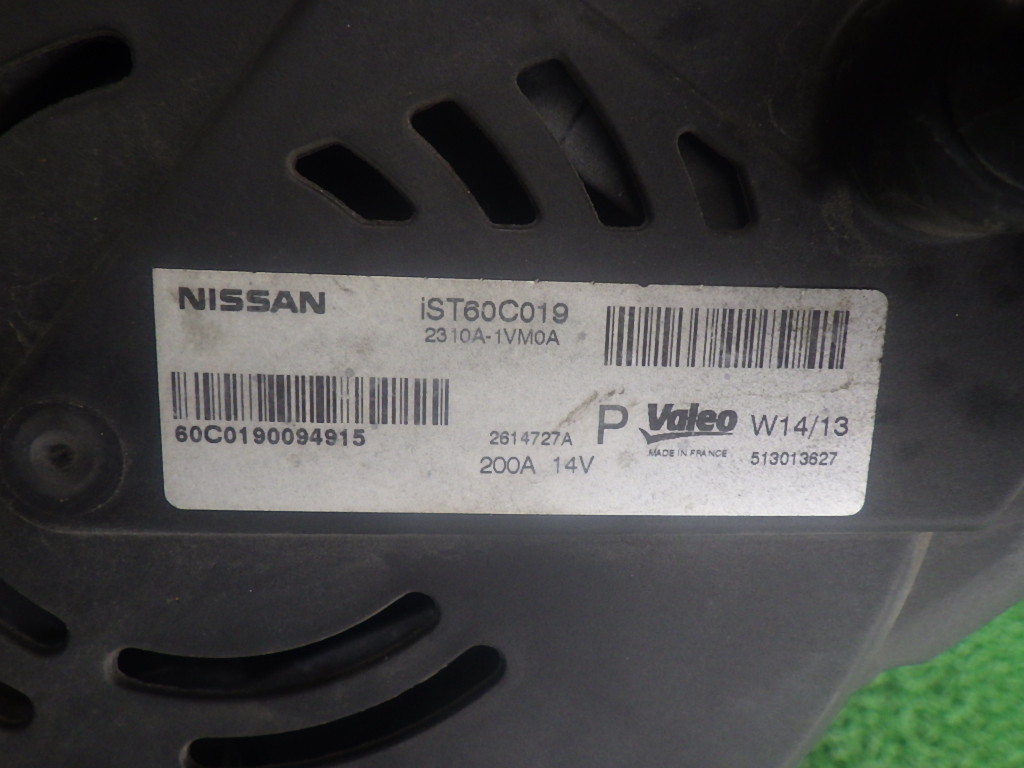 NISSAN iST60C019
2310A-1VM0A
60C0190094915
2614727A P Valeo W14/13
200A 14V MADE IN FRANCE 513013627